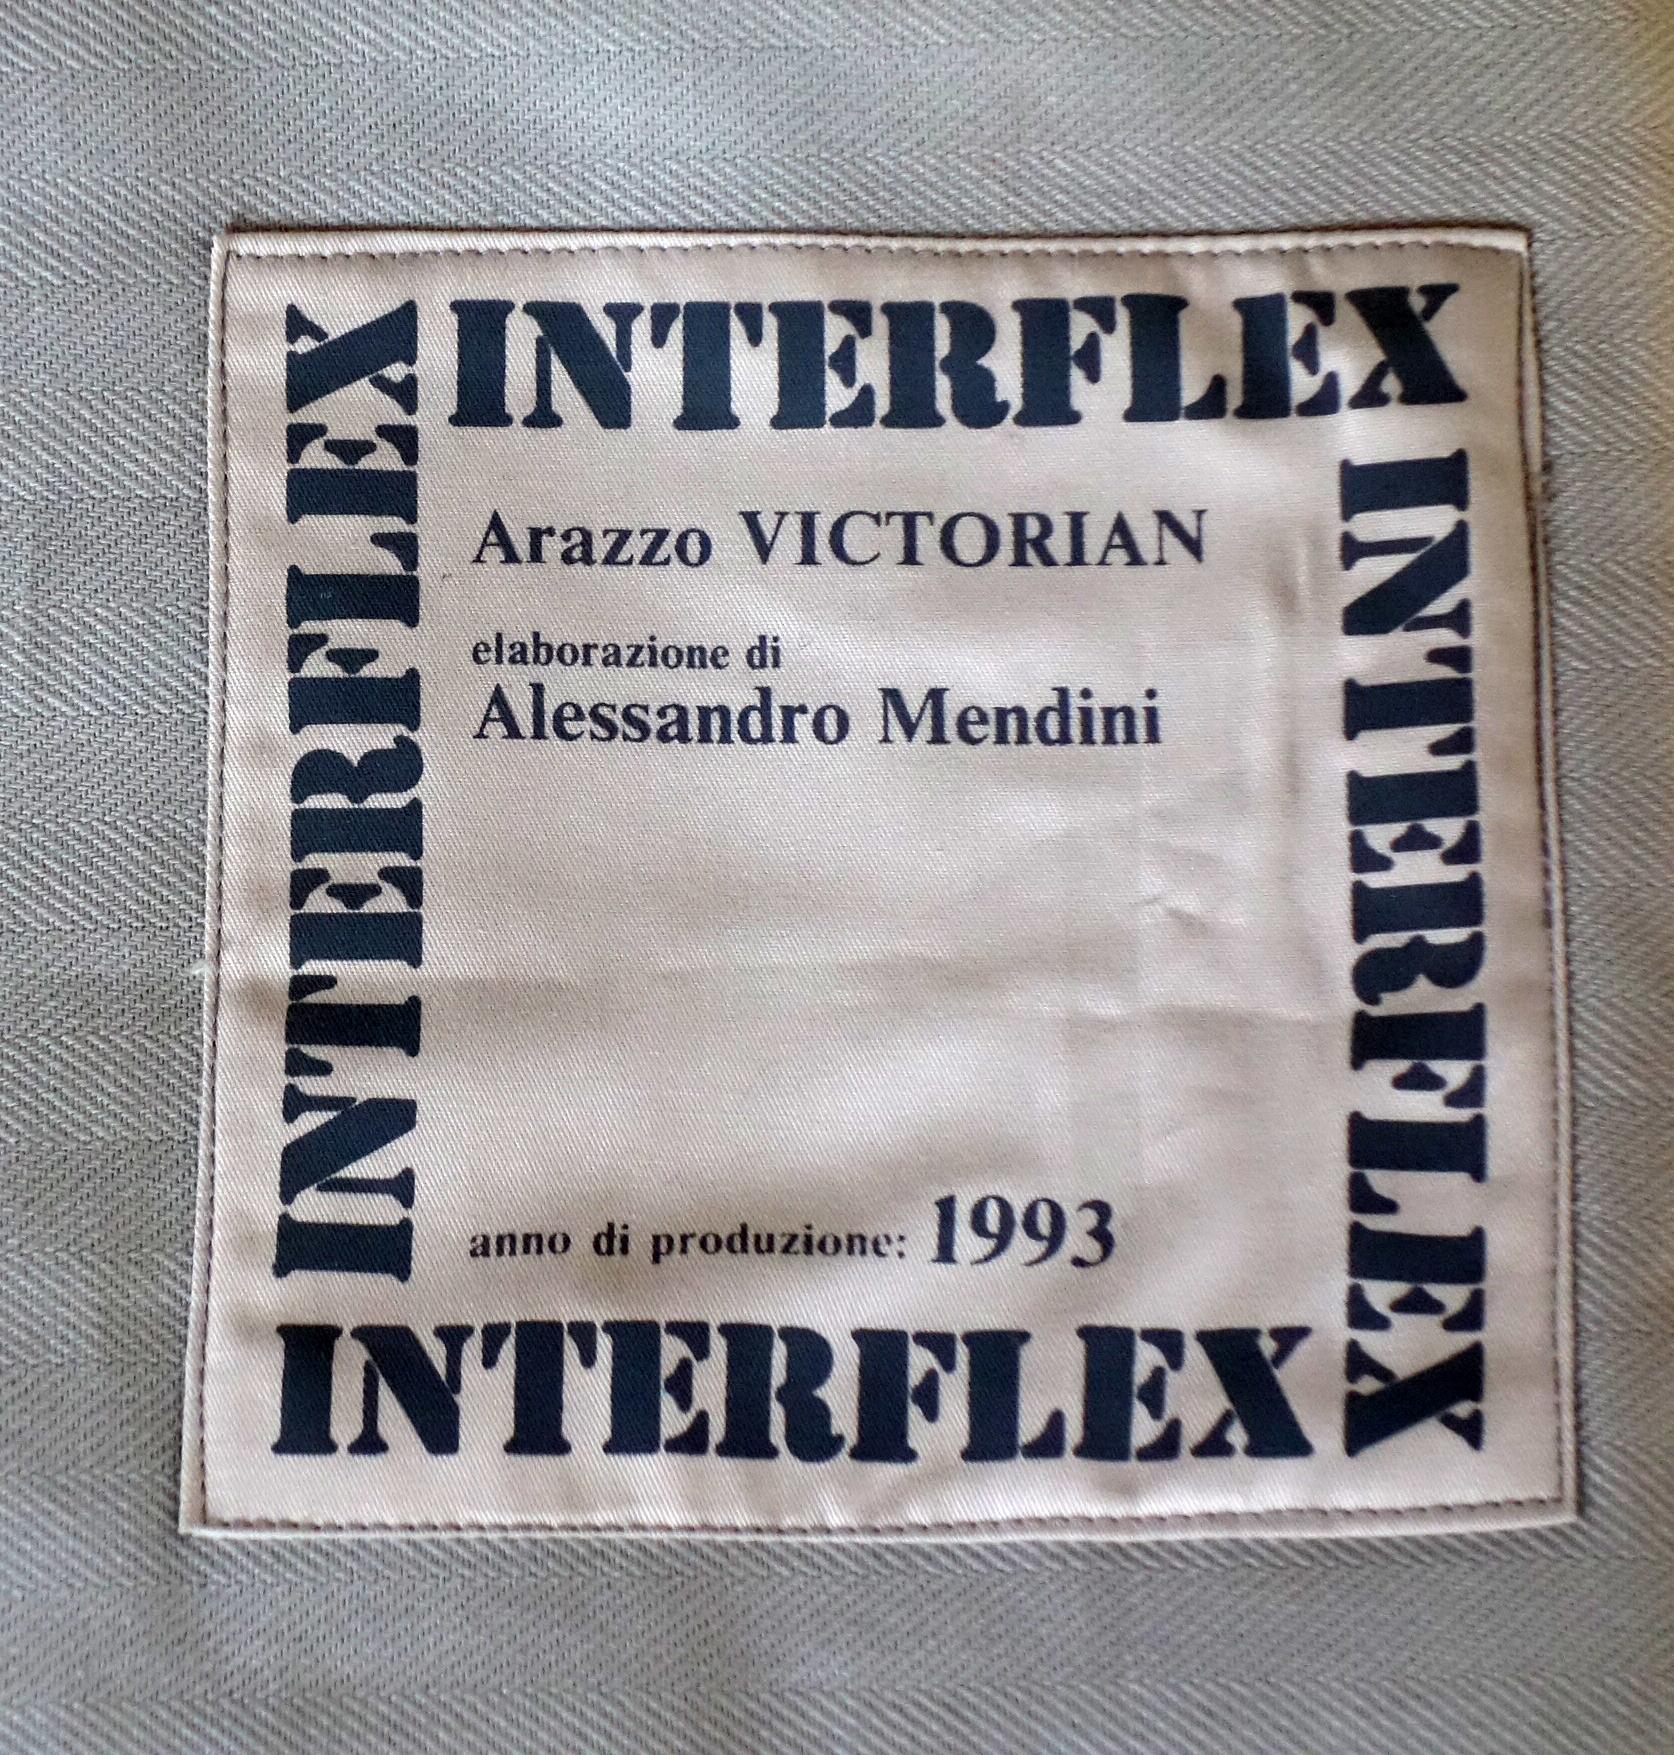 INTERFLEX
INTERFLEX
INTERFLEX
Arazzo VICTORIAN
elaborazione di
Alessandro Mendini
anno di produzione: 1993
INTERFLEX